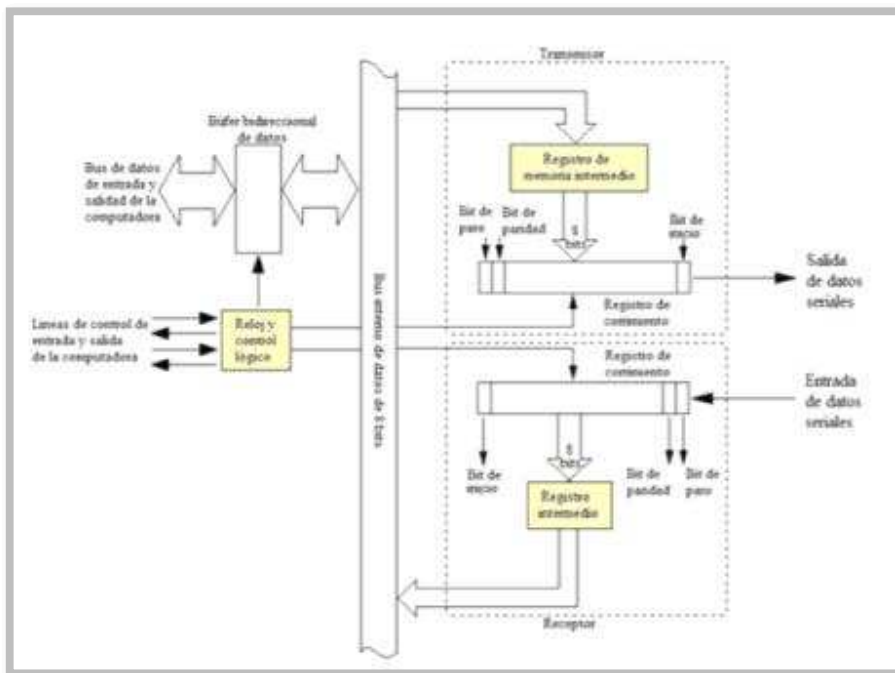 Transmisor
Búfer bidireccional
de datos
Bus de datos
de entrada y
salidad de la
computadora
Registro de
memoria intermedio
Bit de
paro
Bit de
paridad
8
bits
Bit de
inicio
Salida
de datos
seriales
Registro de
corrimiento
Líneas de control de
entrada y salida
de la computadora
Reloj y
control
lógico
Bus interno de datos de 8 bits
Registro de
corrimiento
Entrada
de datos
seriales
8
bits
Bit de
inicio
Bit de
paridad
Bit de
paro
Registro
intermedio
Receptor